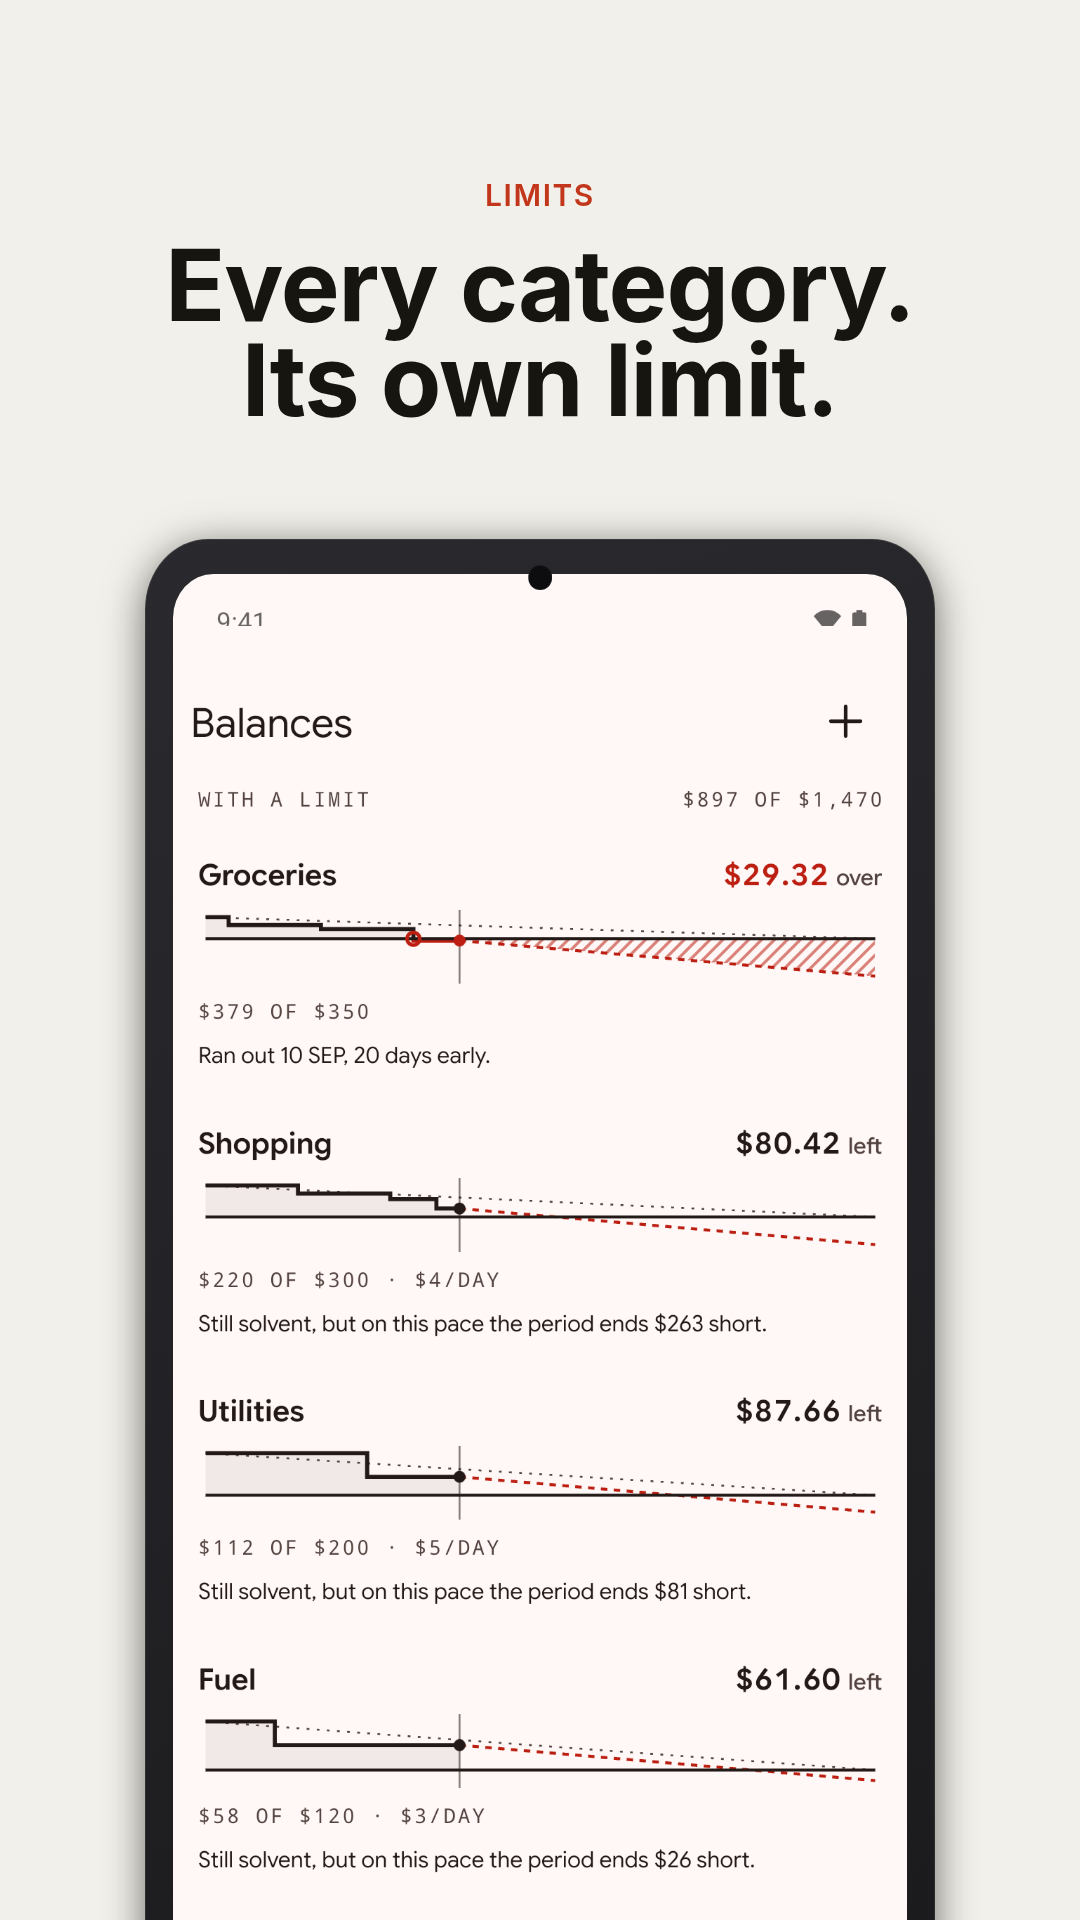 LIMITS
Every category.
Its own limit.
9:41
Balances
WITH A LIMIT $897 OF $1,470
Groceries $29.32 over
$379 OF $350
Ran out 10 SEP, 20 days early.
Shopping $80.42 left
$220 OF $300 · $4/DAY
Still solvent, but on this pace the period ends $263 short.
Utilities $87.66 left
$112 OF $200 · $5/DAY
Still solvent, but on this pace the period ends $81 short.
Fuel $61.60 left
$58 OF $120 · $3/DAY
Still solvent, but on this pace the period ends $26 short.